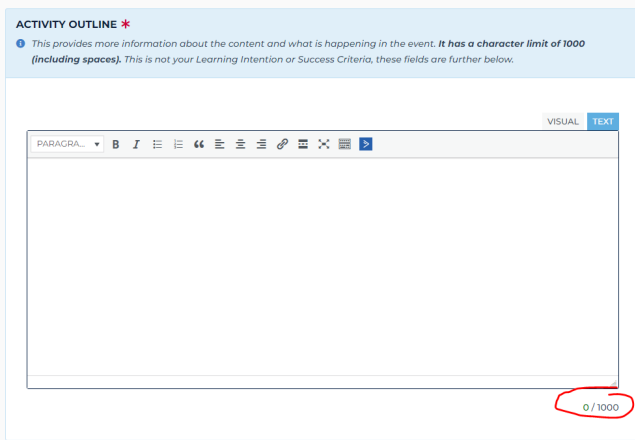 ACTIVITY OUTLINE *
This provides more information about the content and what is happening in the event. It has a character limit of 1000
(including spaces). This is not your Learning Intention or Success Criteria, these fields are further below.
VISUAL TEXT
PARAGRA... B I
0 / 1000